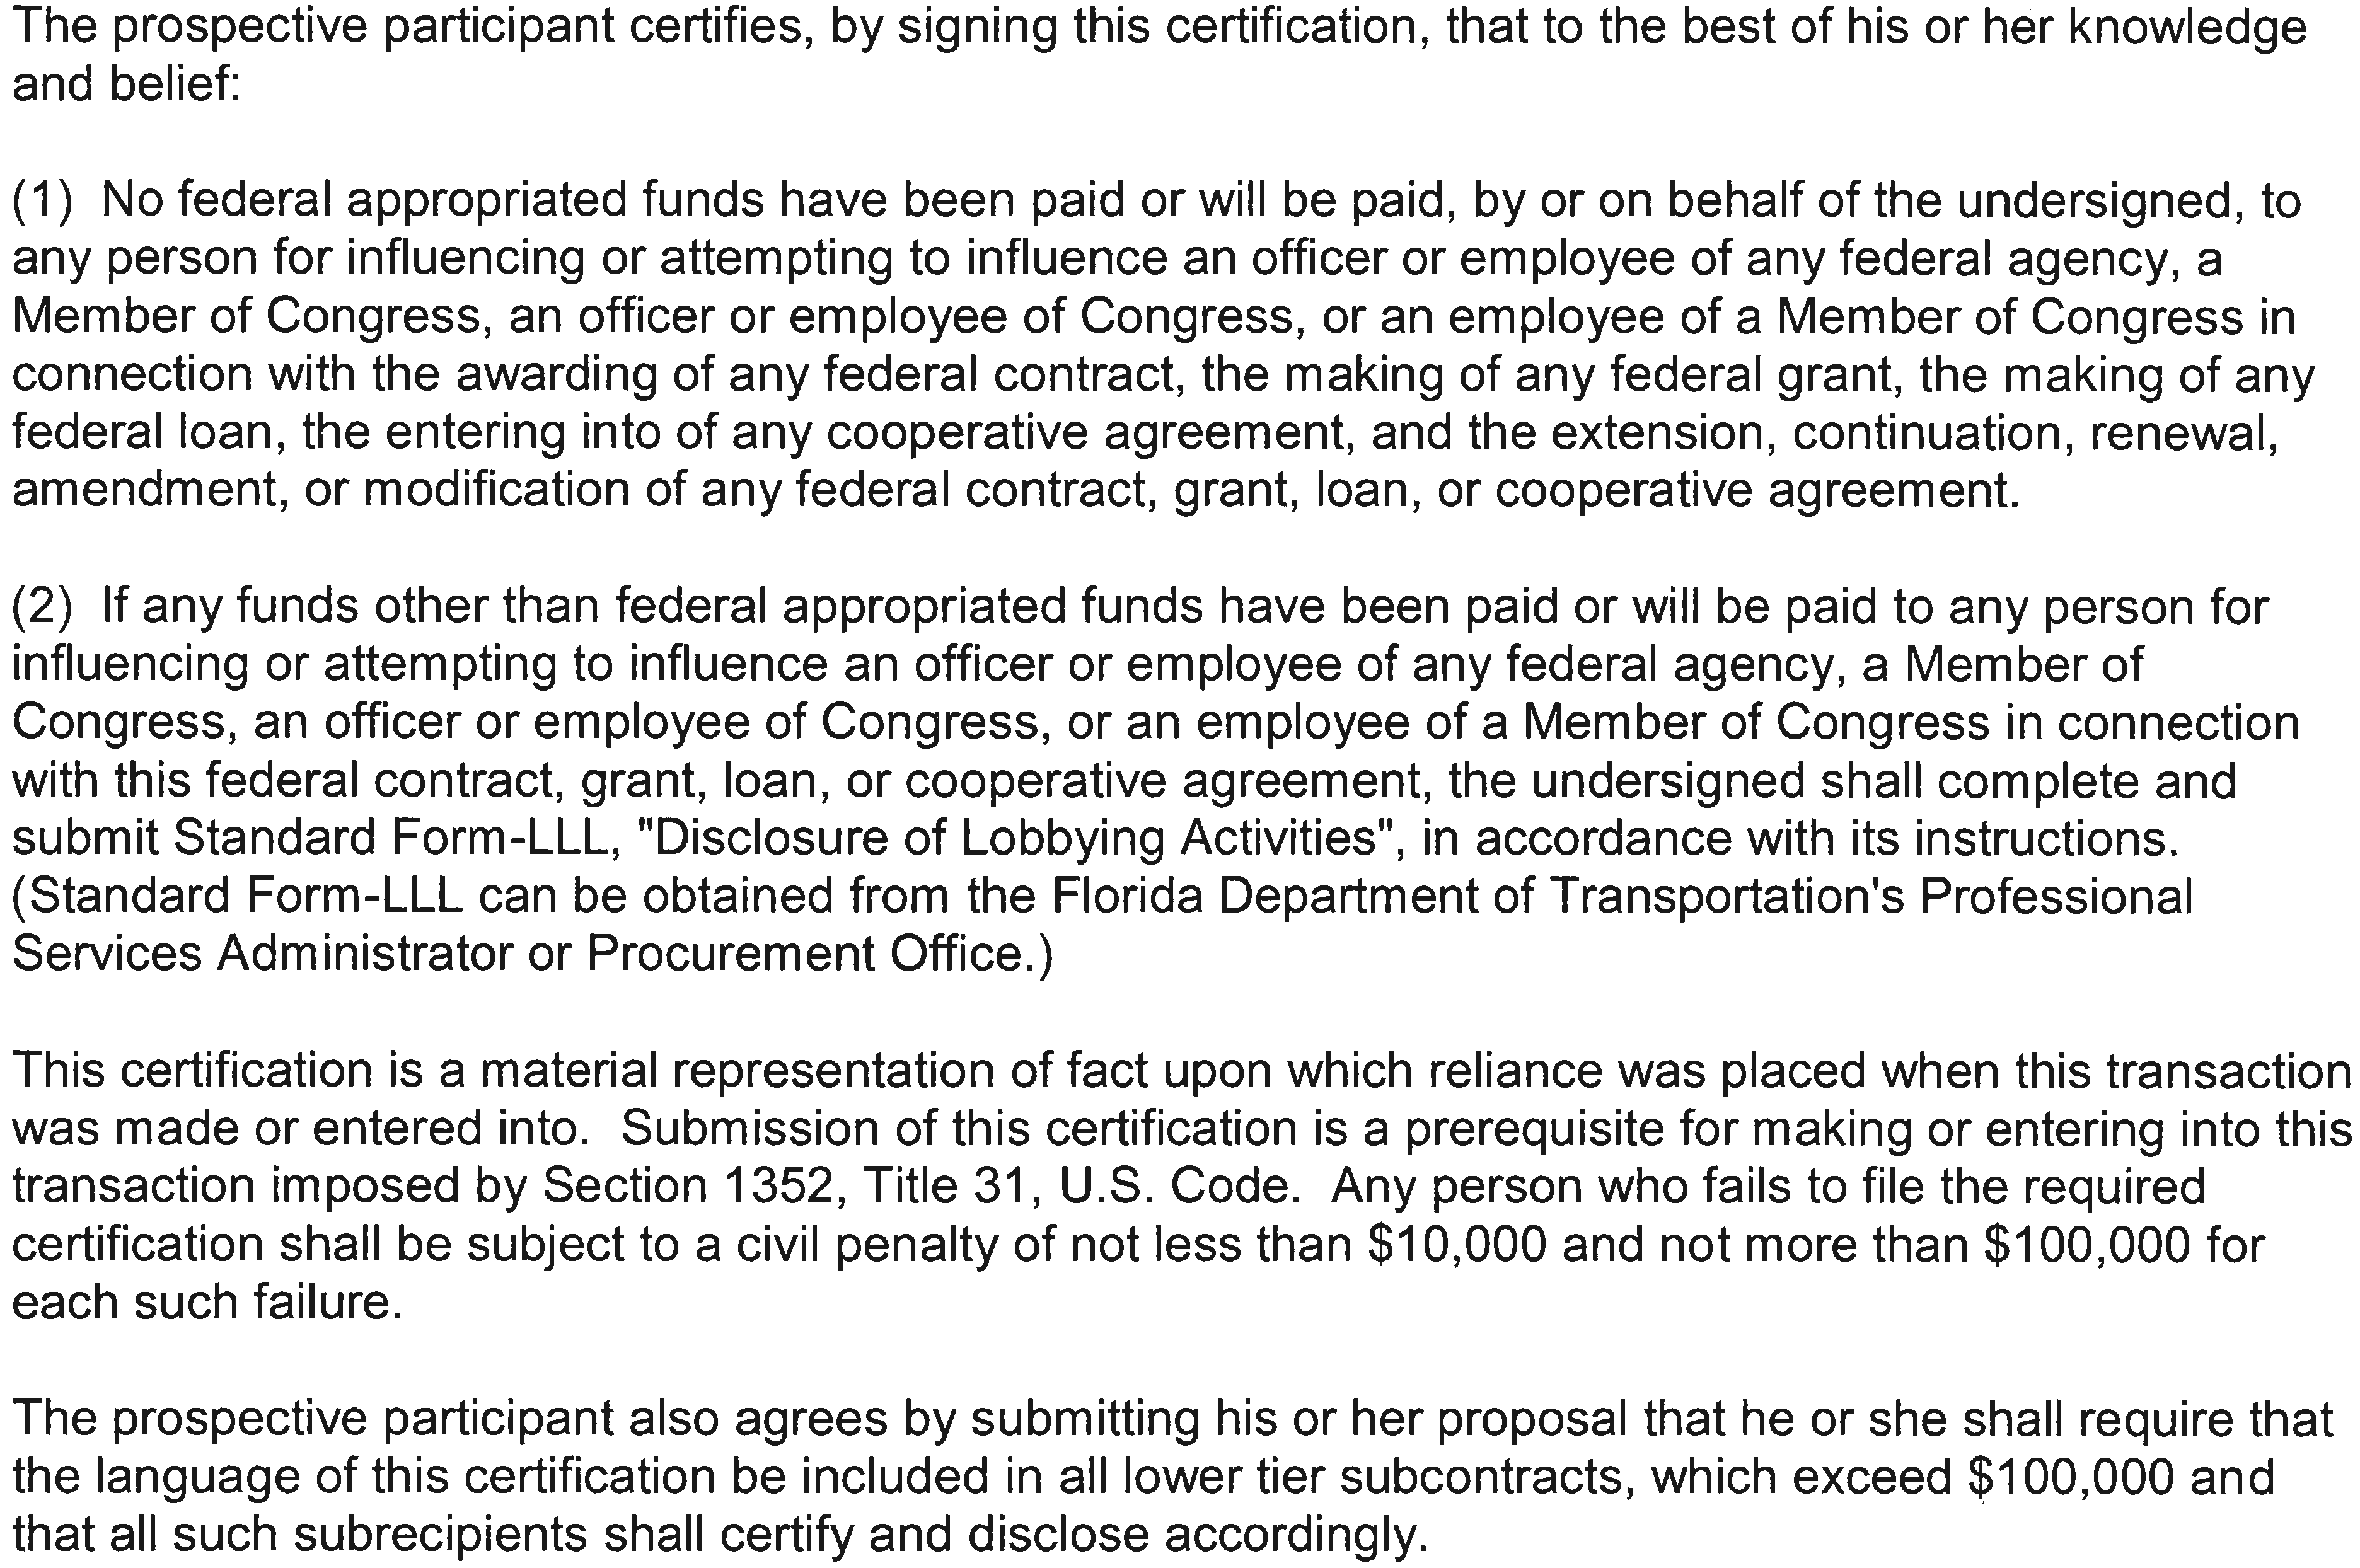 The prospective participant certifies, by signing this certification, that to the best of his or her knowledge
and belief:
(1) No federal appropriated funds have been paid or will be paid, by or on behalf of the undersigned, to
any person for influencing or attempting to influence an officer or employee of any federal agency, a
Member of Congress, an officer or employee of Congress, or an employee of a Member of Congress in
connection with the awarding of any federal contract, the making of any federal grant, the making of any
federal loan, the entering into of any cooperative agreement, and the extension, continuation, renewal,
amendment, or modification of any federal contract, grant, loan, or cooperative agreement.
(2) If any funds other than federal appropriated funds have been paid or will be paid to any person for
influencing or attempting to influence an officer or employee of any federal agency, a Member of
Congress, an officer or employee of Congress, or an employee of a Member of Congress in connection
with this federal contract, grant, loan, or cooperative agreement, the undersigned shall complete and
submit Standard Form-LLL, "Disclosure of Lobbying Activities", in accordance with its instructions.
(Standard Form-LLL can be obtained from the Florida Department of Transportation's Professional
Services Administrator or Procurement Office.)
This certification is a material representation of fact upon which reliance was placed when this transaction
was made or entered into. Submission of this certification is a prerequisite for making or entering into this
transaction imposed by Section 1352, Title 31, U.S. Code. Any person who fails to file the required
certification shall be subject to a civil penalty of not less than $10,000 and not more than $100,000 for
each such failure.
The prospective participant also agrees by submitting his or her proposal that he or she shall require that
the language of this certification be included in all lower tier subcontracts, which exceed $100,000 and
that all such subrecipients shall certify and disclose accordingly.